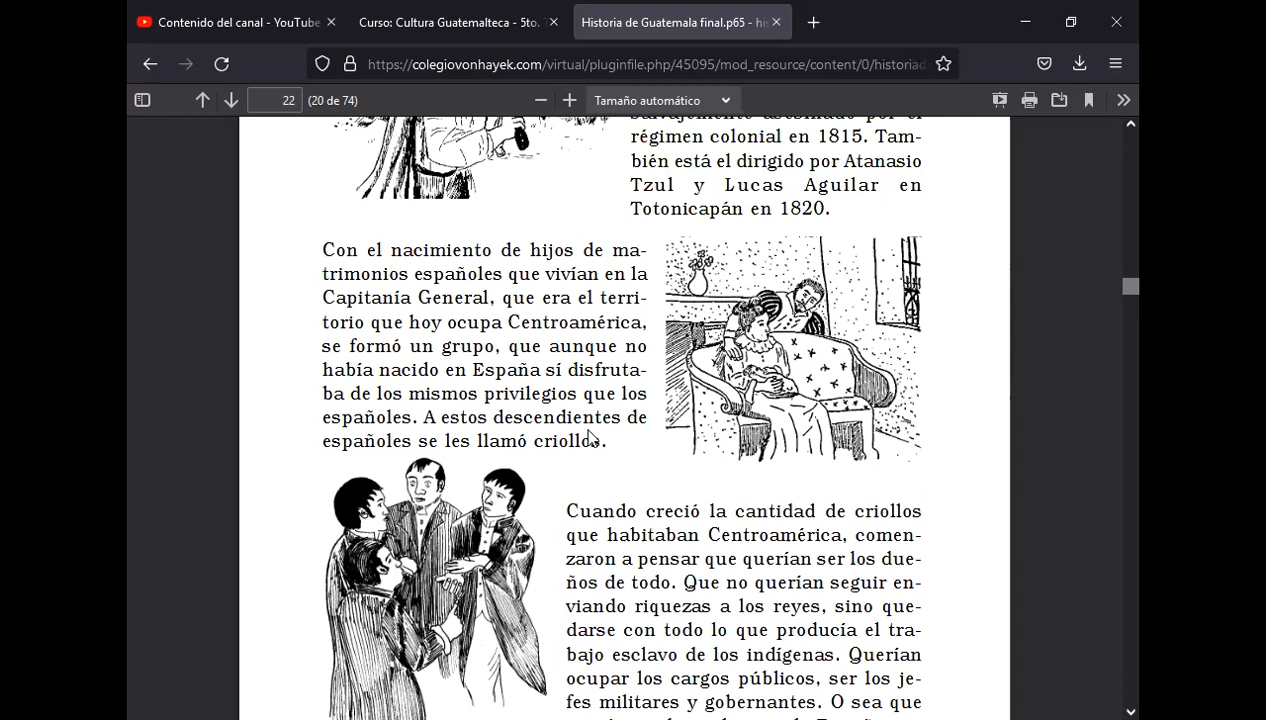 Contenido del canal - YouTube
Curso: Cultura Guatemalteca - 5to.
Historia de Guatemala final.p65 - his
https://colegiovonhayek.com/virtual/pluginfile.php/45095/mod_resource/content/0/historiad
22
(20 de 74)
Tamaño automático
salvajemente asesinado por el
régimen colonial en 1815. Tam-
bién está el dirigido por Atanasio
Tzul y Lucas Aguilar en
Totonicapán en 1820.
Con el nacimiento de hijos de ma-
trimonios españoles que vivían en la
Capitanía General, que era el terri-
torio que hoy ocupa Centroamérica,
se formó un grupo, que aunque no
había nacido en España sí disfruta-
ba de los mismos privilegios que los
españoles. A estos descendientes de
españoles se les llamó criollos.
Cuando creció la cantidad de criollos
que habitaban Centroamérica, comen-
zaron a pensar que querían ser los due-
ños de todo. Que no querían seguir en-
viando riquezas a los reyes, sino que-
darse con todo lo que producía el tra-
bajo esclavo de los indígenas. Querían
ocupar los cargos públicos, ser los je-
fes militares y gobernantes. O sea que